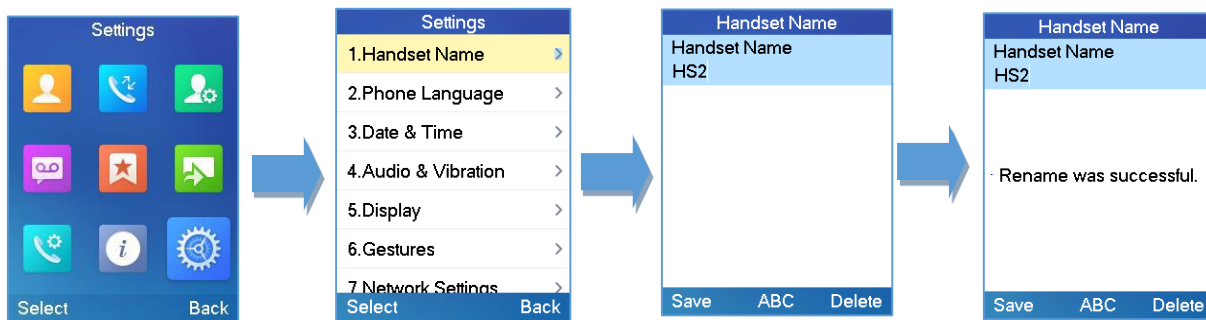 Settings
Select Back
Settings
1.Handset Name
2.Phone Language
3.Date & Time
4.Audio & Vibration
5.Display
6.Gestures
7.Network Settings
Select Back
Handset Name
Handset Name
HS2
Save ABC Delete
Handset Name
Handset Name
HS2
Rename was successful.
Save ABC Delete